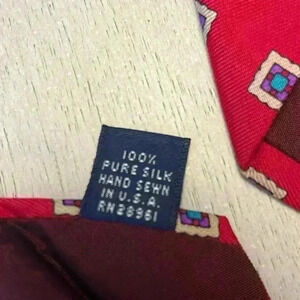 100%
PURE SILK
HAND SEWN
IN U.S.A.
RN28961